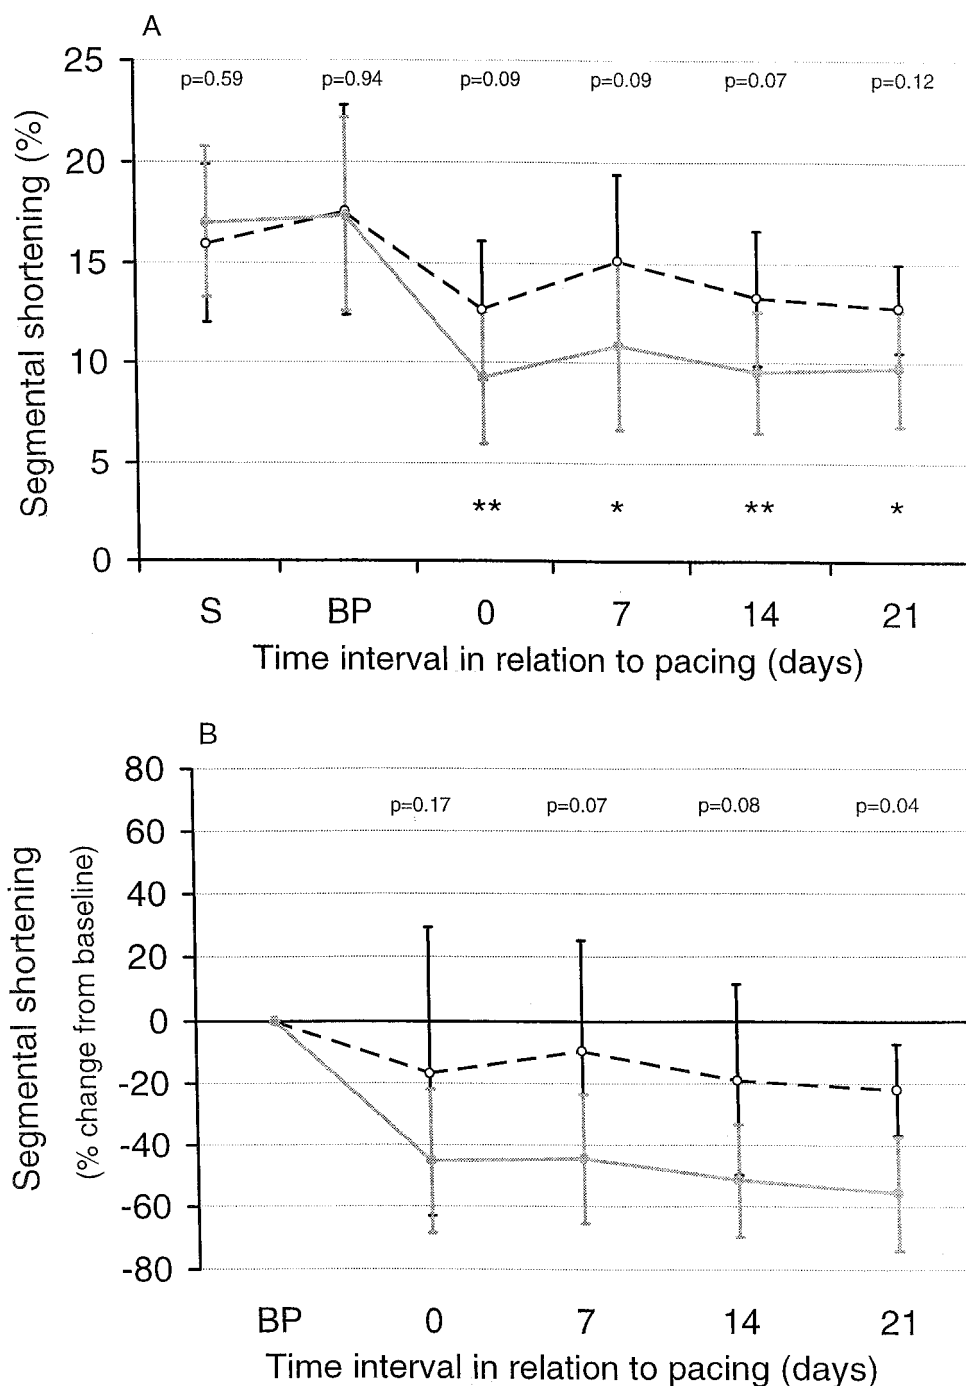 A
25
p=0.59 p=0.94 p=0.09 p=0.09 p=0.07 p=0.12
20
15
10
5
0
Segmental shortening (%)
** * ** *
S BP 0 7 14 21
Time interval in relation to pacing (days)
B
80
p=0.17 p=0.07 p=0.08 p=0.04
60
40
20
0
-20
-40
-60
-80
Segmental shortening
(% change from baseline)
BP 0 7 14 21
Time interval in relation to pacing (days)